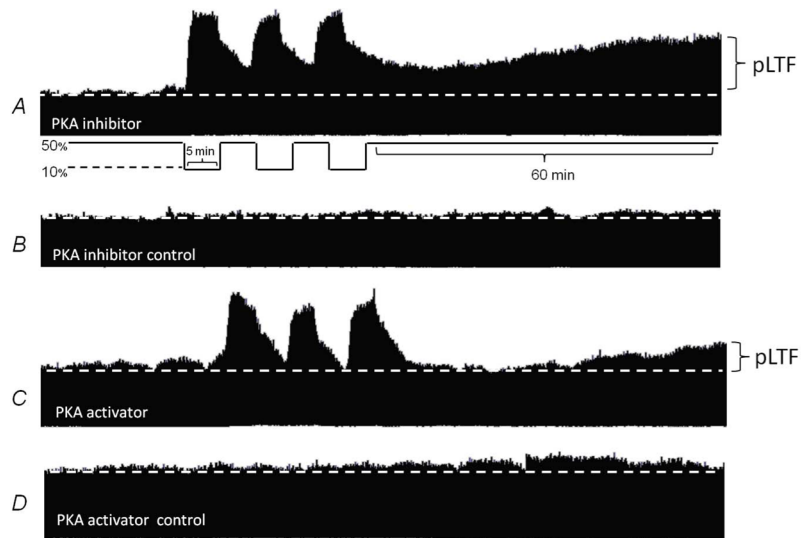 pLTF
A
PKA inhibitor
50%
5 min
10%
60 min
B
PKA inhibitor control
pLTF
C
PKA activator
D
PKA activator control